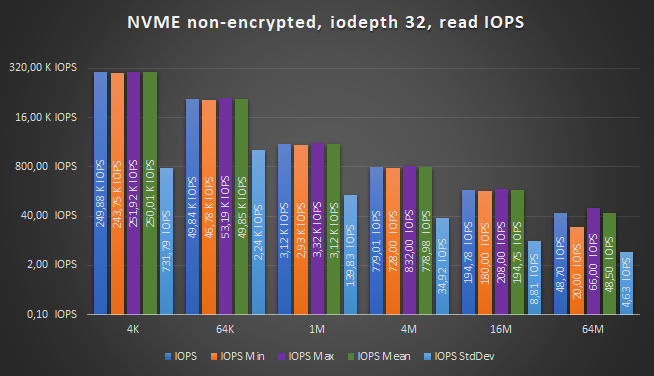 NVME non-encrypted, iodepth 32, read IOPS
320,00 K IOPS
16,00 K IOPS
800,00 IOPS
40,00 IOPS
2,00 IOPS
0,10 IOPS
249,88 K IOPS
243,75 K IOPS
251,92 K IOPS
250,01 K IOPS
731,79 IOPS
49,84 K IOPS
46,78 K IOPS
53,19 K IOPS
49,85 K IOPS
2,24 K IOPS
3,12 K IOPS
2,93 K IOPS
3,32 K IOPS
3,12 K IOPS
139,83 IOPS
779,01 IOPS
728,00 IOPS
832,00 IOPS
778,98 IOPS
34,92 IOPS
194,78 IOPS
180,00 IOPS
208,00 IOPS
194,75 IOPS
8,81 IOPS
48,70 IOPS
20,00 IOPS
66,00 IOPS
48,50 IOPS
4,63 IOPS
4K 64K 1M 4M 16M 64M
IOPS IOPS Min IOPS Max IOPS Mean IOPS StdDev